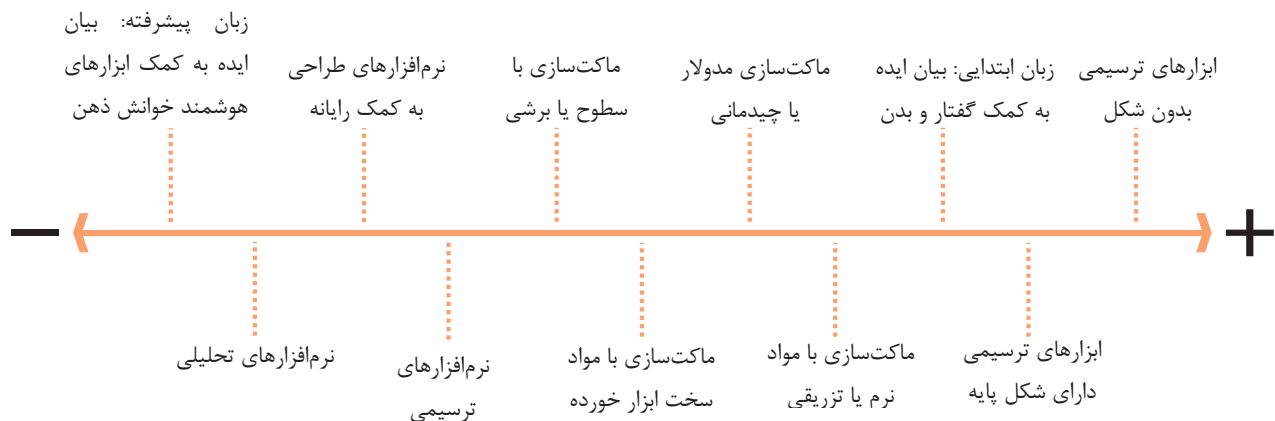 ابزارهای ترسیمی
بدون شکل
زبان ابتدایی: بیان ایده
به کمک گفتار و بدن
ماکت‌سازی مدولار
یا چیدمانی
ماکت‌سازی با
سطوح یا برشی
نرم‌افزارهای طراحی
به کمک رایانه
زبان پیشرفته: بیان
ایده به کمک ابزارهای
هوشمند خوانش ذهن
+
−
ابزارهای ترسیمی
دارای شکل پایه
ماکت‌سازی با مواد
نرم یا تزریقی
ماکت‌سازی با مواد
سخت ابزار خورده
نرم‌افزارهای
ترسیمی
نرم‌افزارهای تحلیلی